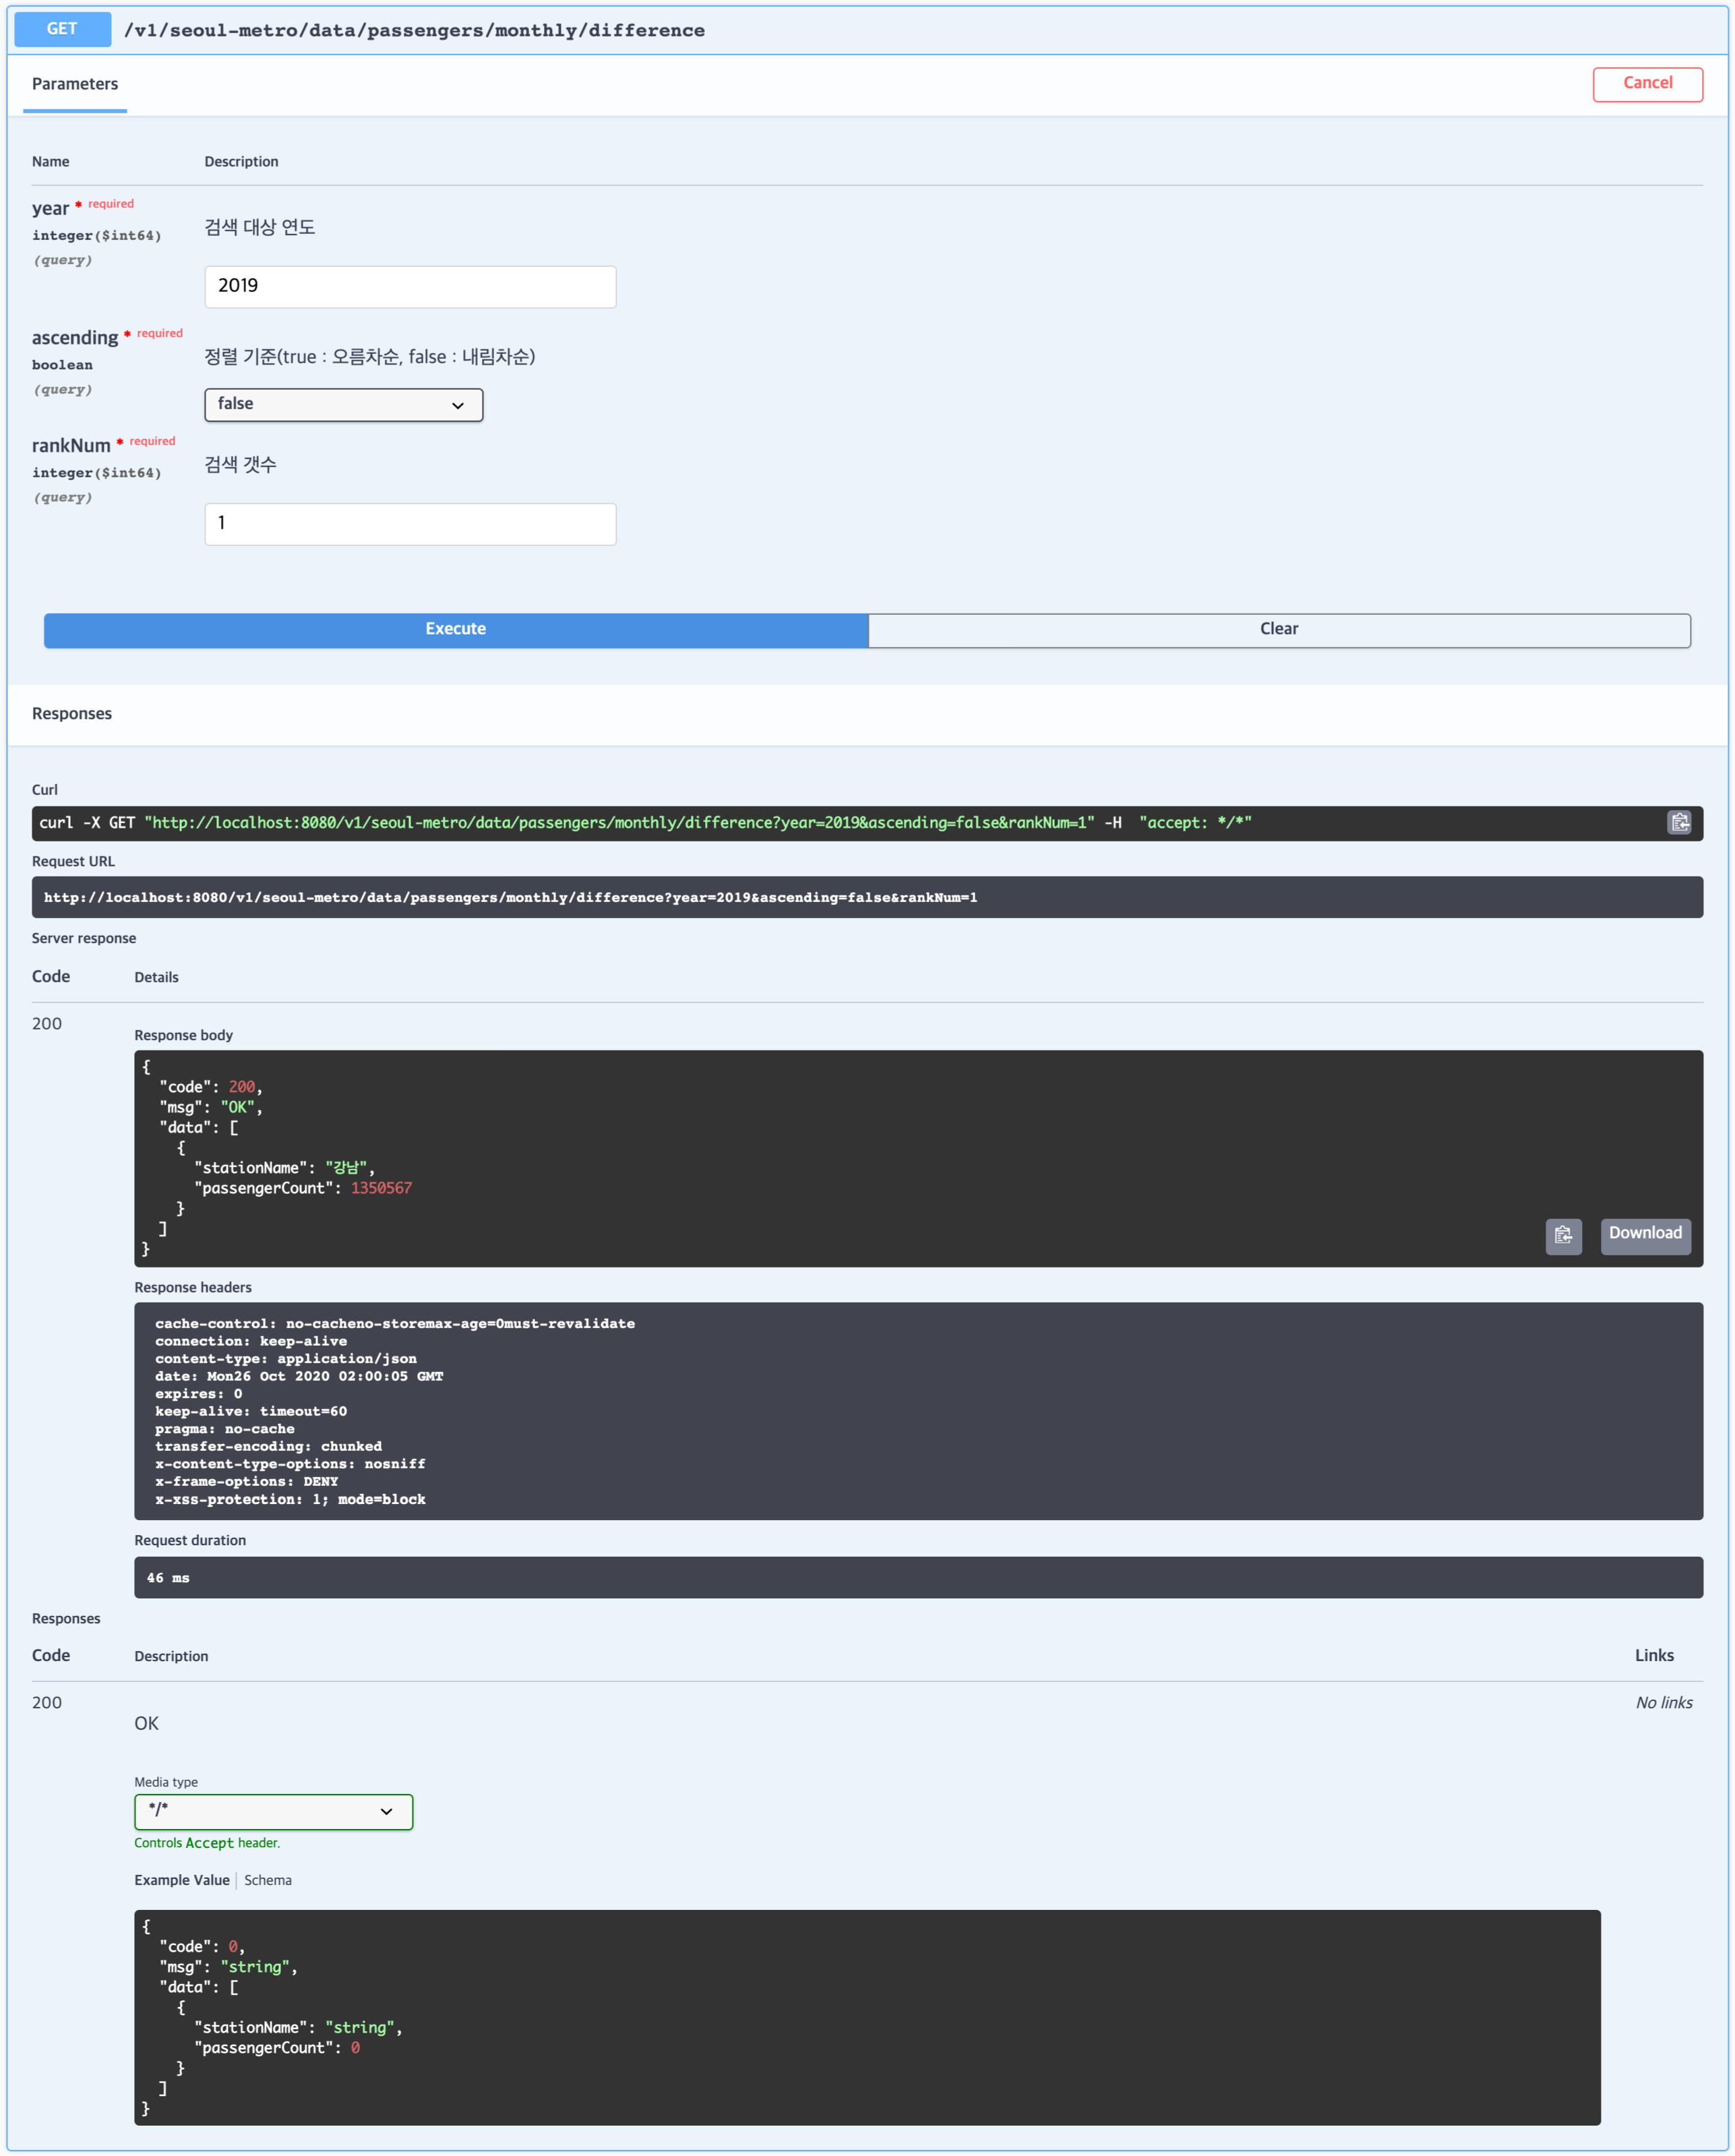 GET /v1/seoul-metro/data/passengers/monthly/difference
Parameters Cancel
Name Description
year * required
integer($int64)
(query)
검색 대상 연도
2019
ascending * required
boolean
(query)
정렬 기준(true : 오름차순, false : 내림차순)
false
rankNum * required
integer($int64)
(query)
검색 갯수
1
Execute Clear
Responses
Curl
curl -X GET "http://localhost:8080/v1/seoul-metro/data/passengers/monthly/difference?year=2019&ascending=false&rankNum=1" -H "accept: */*"
Request URL
http://localhost:8080/v1/seoul-metro/data/passengers/monthly/difference?year=2019&ascending=false&rankNum=1
Server response
Code Details
200
Response body
{
"code": 200,
"msg": "OK",
"data": [
{
"stationName": "강남",
"passengerCount": 1350567
}
]
}
Download
Response headers
cache-control: no-cacheno-storemax-age=0must-revalidate
connection: keep-alive
content-type: application/json
date: Mon26 Oct 2020 02:00:05 GMT
expires: 0
keep-alive: timeout=60
pragma: no-cache
transfer-encoding: chunked
x-content-type-options: nosniff
x-frame-options: DENY
x-xss-protection: 1; mode=block
Request duration
46 ms
Responses
Code Description Links
200 No links
OK
Media type
*/*
Controls Accept header.
Example Value Schema
{
"code": 0,
"msg": "string",
"data": [
{
"stationName": "string",
"passengerCount": 0
}
]
}